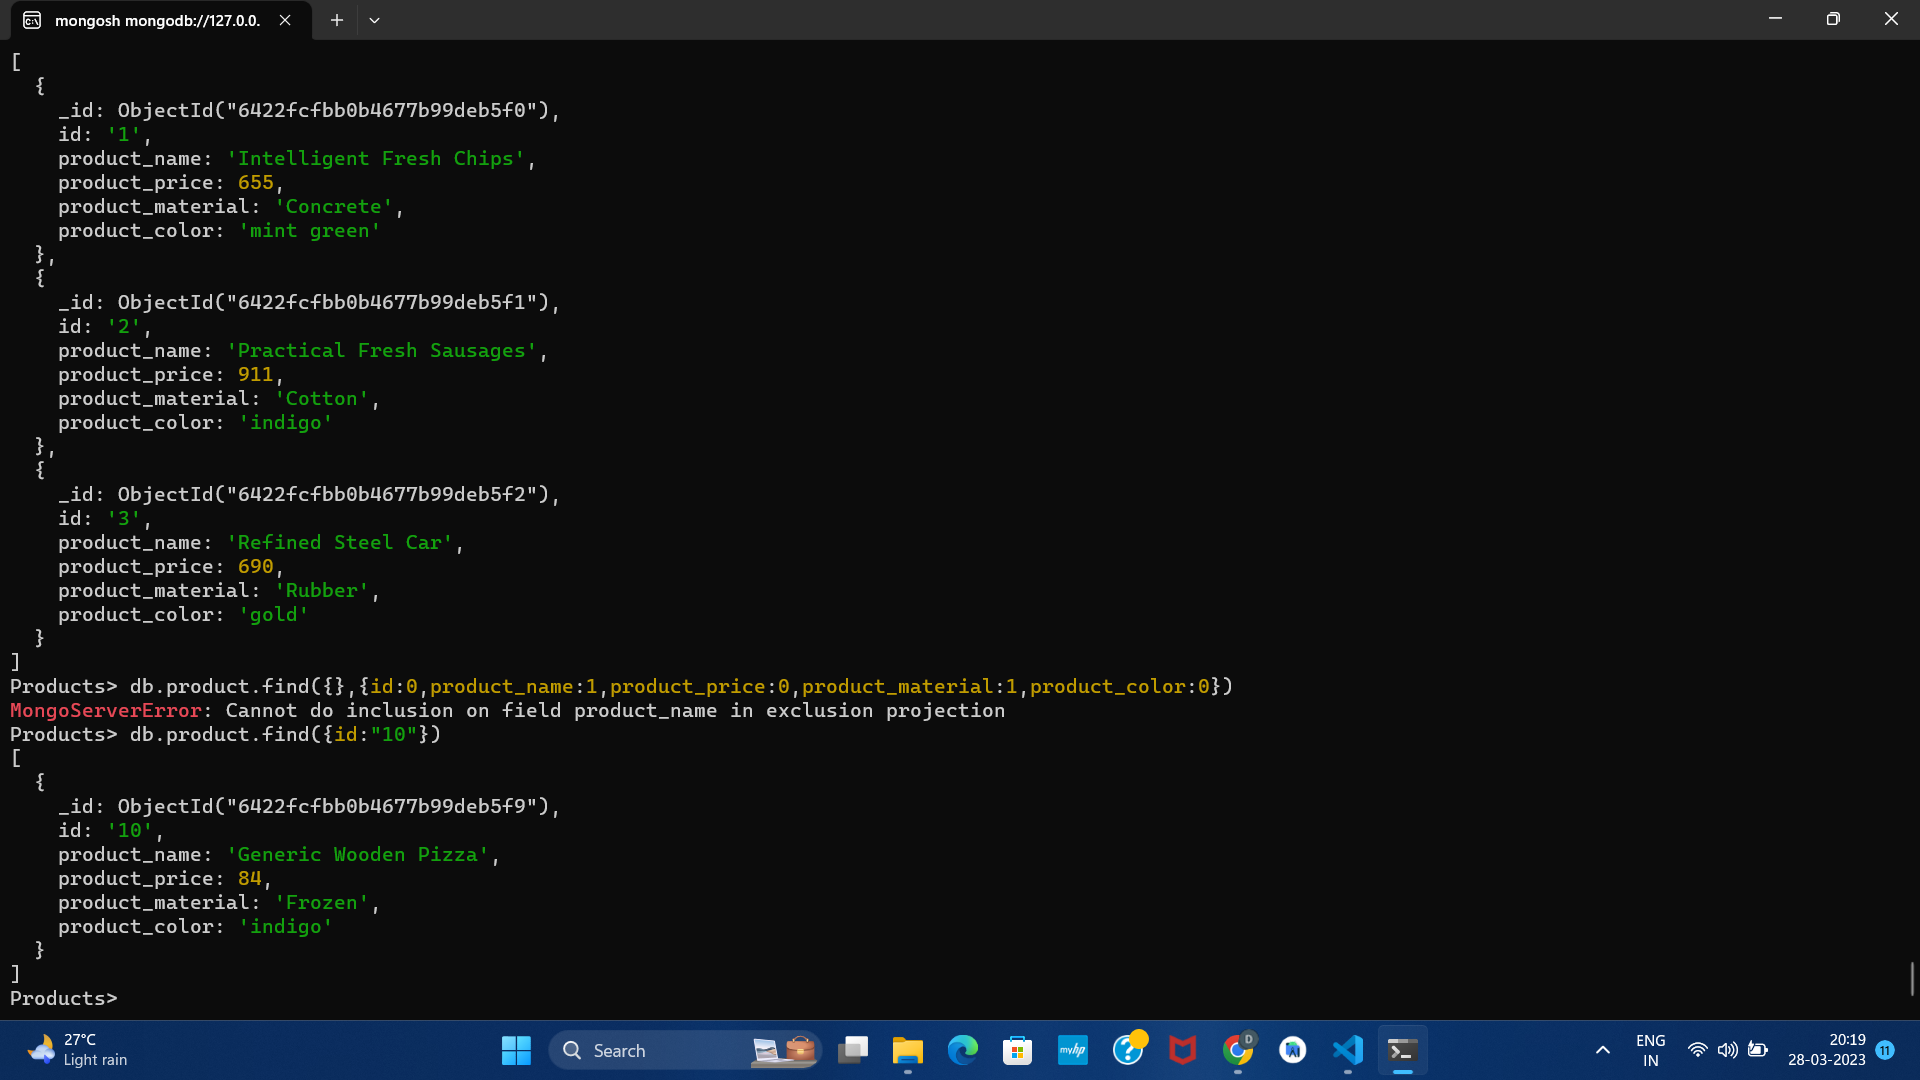 mongosh mongodb://127.0.0.
[
  {
    _id: ObjectId("6422fcfbb0b4677b99deb5f0"),
    id: '1',
    product_name: 'Intelligent Fresh Chips',
    product_price: 655,
    product_material: 'Concrete',
    product_color: 'mint green'
  },
  {
    _id: ObjectId("6422fcfbb0b4677b99deb5f1"),
    id: '2',
    product_name: 'Practical Fresh Sausages',
    product_price: 911,
    product_material: 'Cotton',
    product_color: 'indigo'
  },
  {
    _id: ObjectId("6422fcfbb0b4677b99deb5f2"),
    id: '3',
    product_name: 'Refined Steel Car',
    product_price: 690,
    product_material: 'Rubber',
    product_color: 'gold'
  }
]
Products> db.product.find({},{id:0,product_name:1,product_price:0,product_material:1,product_color:0})
MongoServerError: Cannot do inclusion on field product_name in exclusion projection
Products> db.product.find({id:"10"})
[
  {
    _id: ObjectId("6422fcfbb0b4677b99deb5f9"),
    id: '10',
    product_name: 'Generic Wooden Pizza',
    product_price: 84,
    product_material: 'Frozen',
    product_color: 'indigo'
  }
]
Products>
27°C
Light rain
Search
myhp
D
ENG
IN
20:19
28-03-2023
11